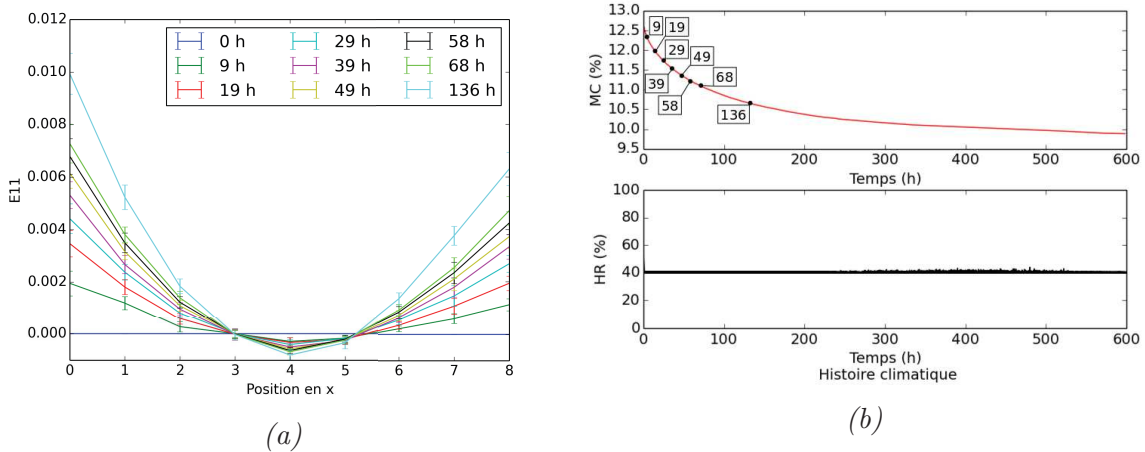 0.012
0.010
0.008
0.006
0.004
0.002
0.000
E11
0 h
9 h
19 h
29 h
39 h
49 h
58 h
68 h
136 h
0 1 2 3 4 5 6 7 8
Position en x
(a)
13.0
12.5
12.0
11.5
11.0
10.5
10.0
9.5
MC (%)
9
19
29
49
39
68
58
136
0 100 200 300 400 500 600
Temps (h)
100
80
60
40
20
0
HR (%)
0 100 200 300 400 500 600
Temps (h)
Histoire climatique
(b)